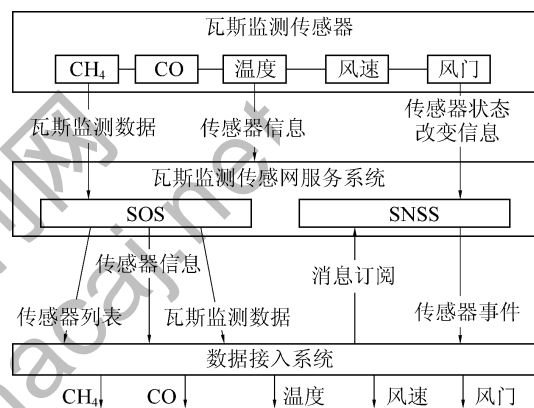 瓦斯监测传感器
CH₄ CO 温度 风速 风门
瓦斯监测数据 传感器信息 传感器状态
改变信息
瓦斯监测传感网服务系统
SOS SNSS
传感器信息 消息订阅
传感器列表 瓦斯监测数据 传感器事件
数据接入系统
CH₄ CO 温度 风速 风门